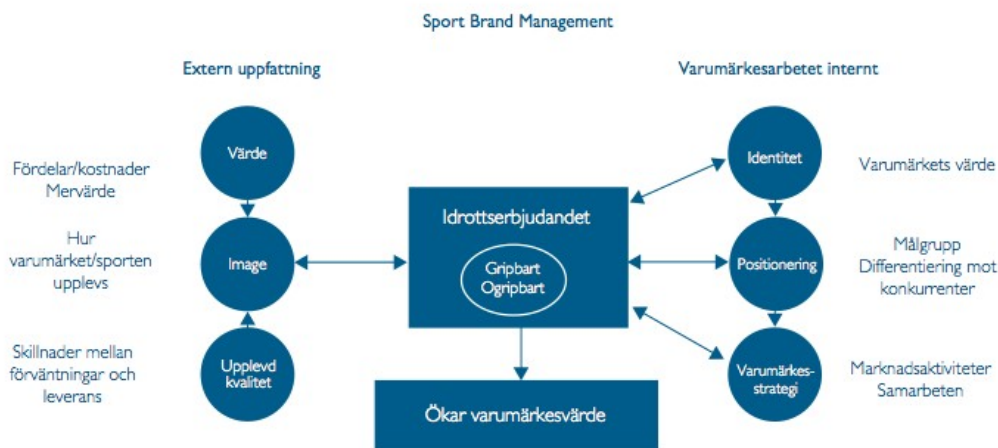 Sport Brand Management
Extern uppfattning
Varumärkesarbetet internt
Värde
Fördelar/kostnader
Mervärde
Image
Hur
varumärket/sporten
upplevs
Upplevd
kvalitet
Skillnader mellan
förväntningar och
leverans
Idrottserbjudandet
Gripbart
Ogripbart
Ökar varumärkesvärde
Identitet
Varumärkets värde
Positionering
Målgrupp
Differentiering mot
konkurrenter
Varumärkes-
strategi
Marknadsaktiviteter
Samarbeten